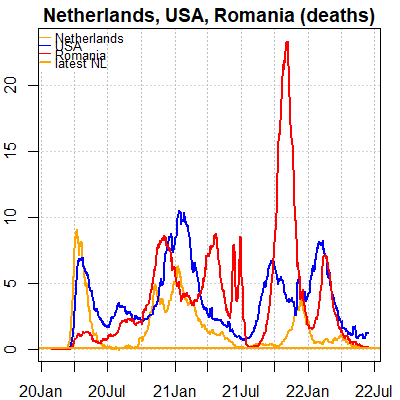 Netherlands, USA, Romania (deaths)
Netherlands
USA
Romania
latest NL
20
15
10
5
0
20Jan 20Jul 21Jan 21Jul 22Jan 22Jul